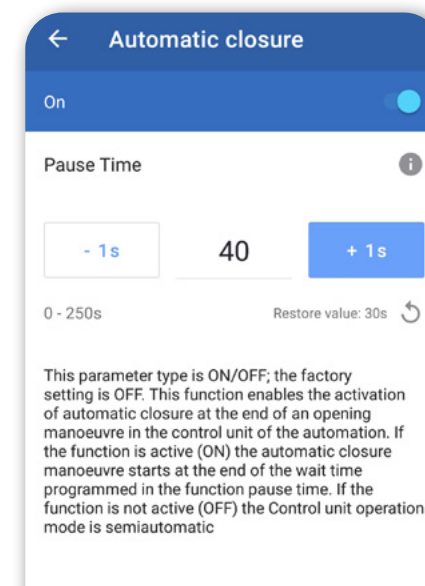 Automatic closure
On
Pause Time
- 1s 40 + 1s
0 - 250s Restore value: 30s
This parameter type is ON/OFF; the factory
setting is OFF. This function enables the activation
of automatic closure at the end of an opening
manoeuvre in the control unit of the automation. If
the function is active (ON) the automatic closure
manoeuvre starts at the end of the wait time
programmed in the function pause time. If the
function is not active (OFF) the Control unit operation
mode is semiautomatic